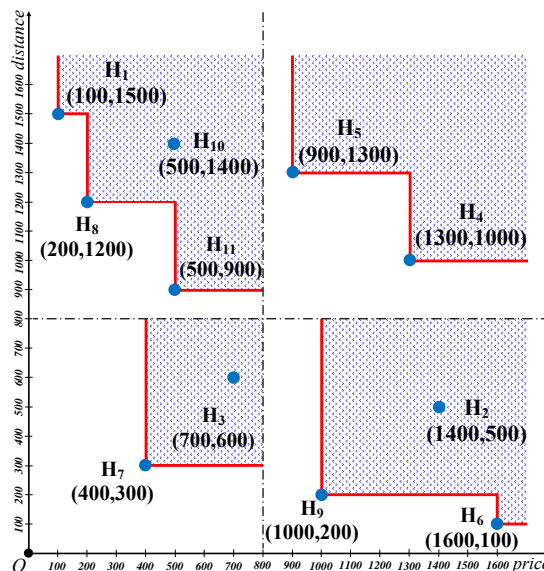 distance
1600
1500
1400
1300
1200
1100
1000
900
800
800
700
600
500
400
300
200
100
H1
(100,1500)
H10
(500,1400)
H8
(200,1200)
H11
(500,900)
H5
(900,1300)
H4
(1300,1000)
H3
(700,600)
H7
(400,300)
H2
(1400,500)
H9
(1000,200)
H6
(1600,100)
O 100 200 300 400 500 600 700 800 900 1000 1100 1200 1300 1400 1500 1600 price